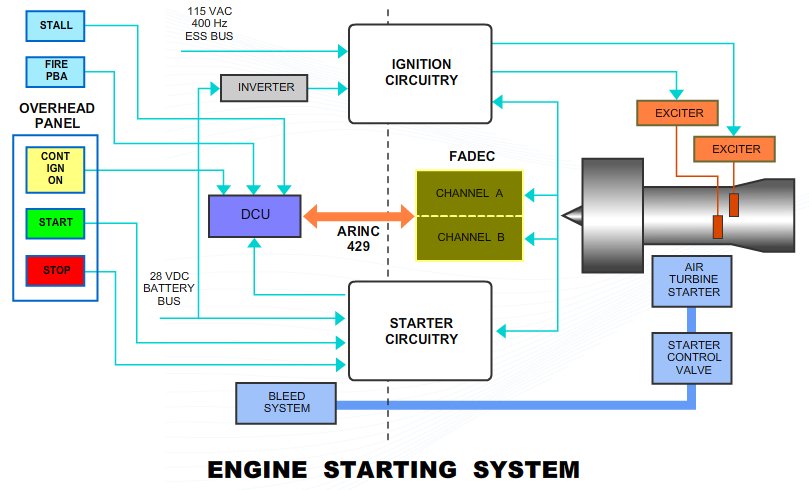 STALL
FIRE
PBA
OVERHEAD
PANEL
CONT
IGN
ON
START
STOP
115 VAC
400 Hz
ESS BUS
INVERTER
IGNITION
CIRCUITRY
EXCITER
EXCITER
FADEC
CHANNEL A
CHANNEL B
DCU
ARINC
429
28 VDC
BATTERY
BUS
STARTER
CIRCUITRY
AIR
TURBINE
STARTER
STARTER
CONTROL
VALVE
BLEED
SYSTEM
ENGINE STARTING SYSTEM